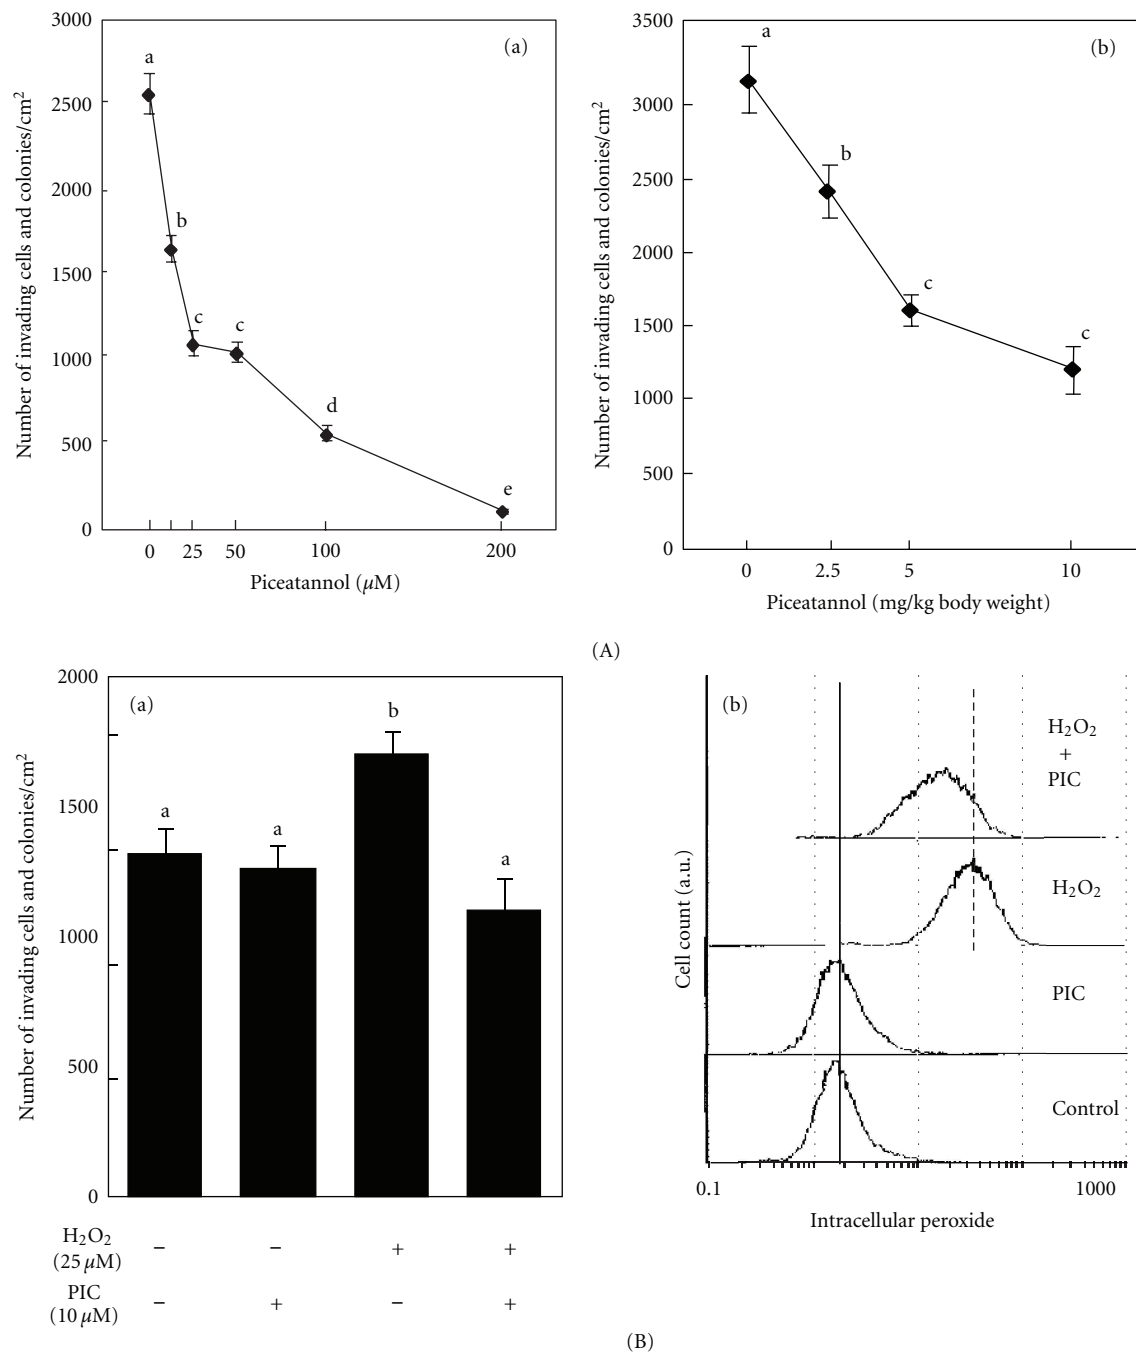 (a)
3000
2500
2000
1500
1000
500
0
a
b
c
c
d
e
0 25 50 100 200
Number of invading cells and colonies/cm²
Piceatannol (μM)
(b)
3500
3000
2500
2000
1500
1000
500
0
a
b
c
c
0 2.5 5 10
Number of invading cells and colonies/cm²
Piceatannol (mg/kg body weight)
(A)
(a)
2000
1500
1000
500
0
a
a
b
a
Number of invading cells and colonies/cm²
H₂O₂
(25 μM) − − + +
PIC
(10 μM) − + − +
(b)
H₂O₂
+
PIC
H₂O₂
PIC
Control
Cell count (a.u.)
0.1 1000
Intracellular peroxide
(B)